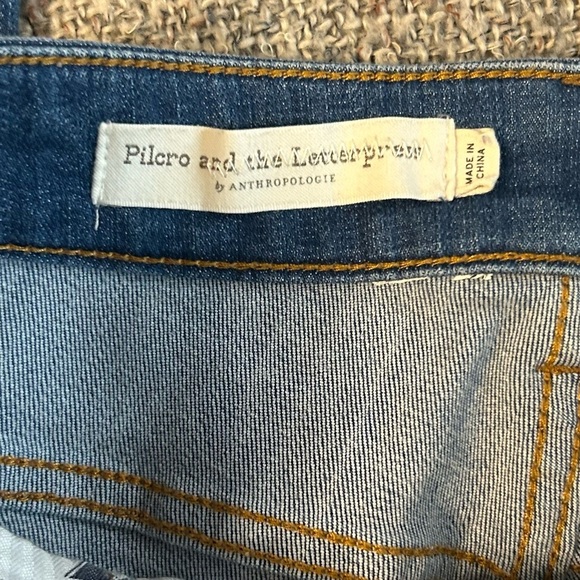 Pilcro and the Letterpress
by ANTHROPOLOGIE
MADE IN
CHINA